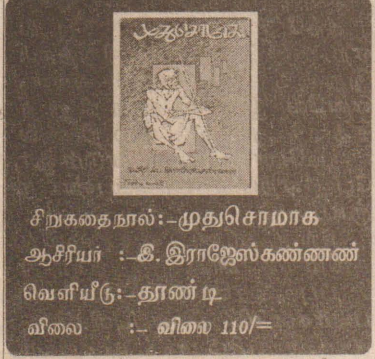 முதுசொமாக
சிறுகதைநூல்:-முதுசொமாக
ஆசிரியர் :-இ. இராஜேஸ்கண்ணண்
வெளியீடு:-தூண்டி
விலை :- விலை 110/=